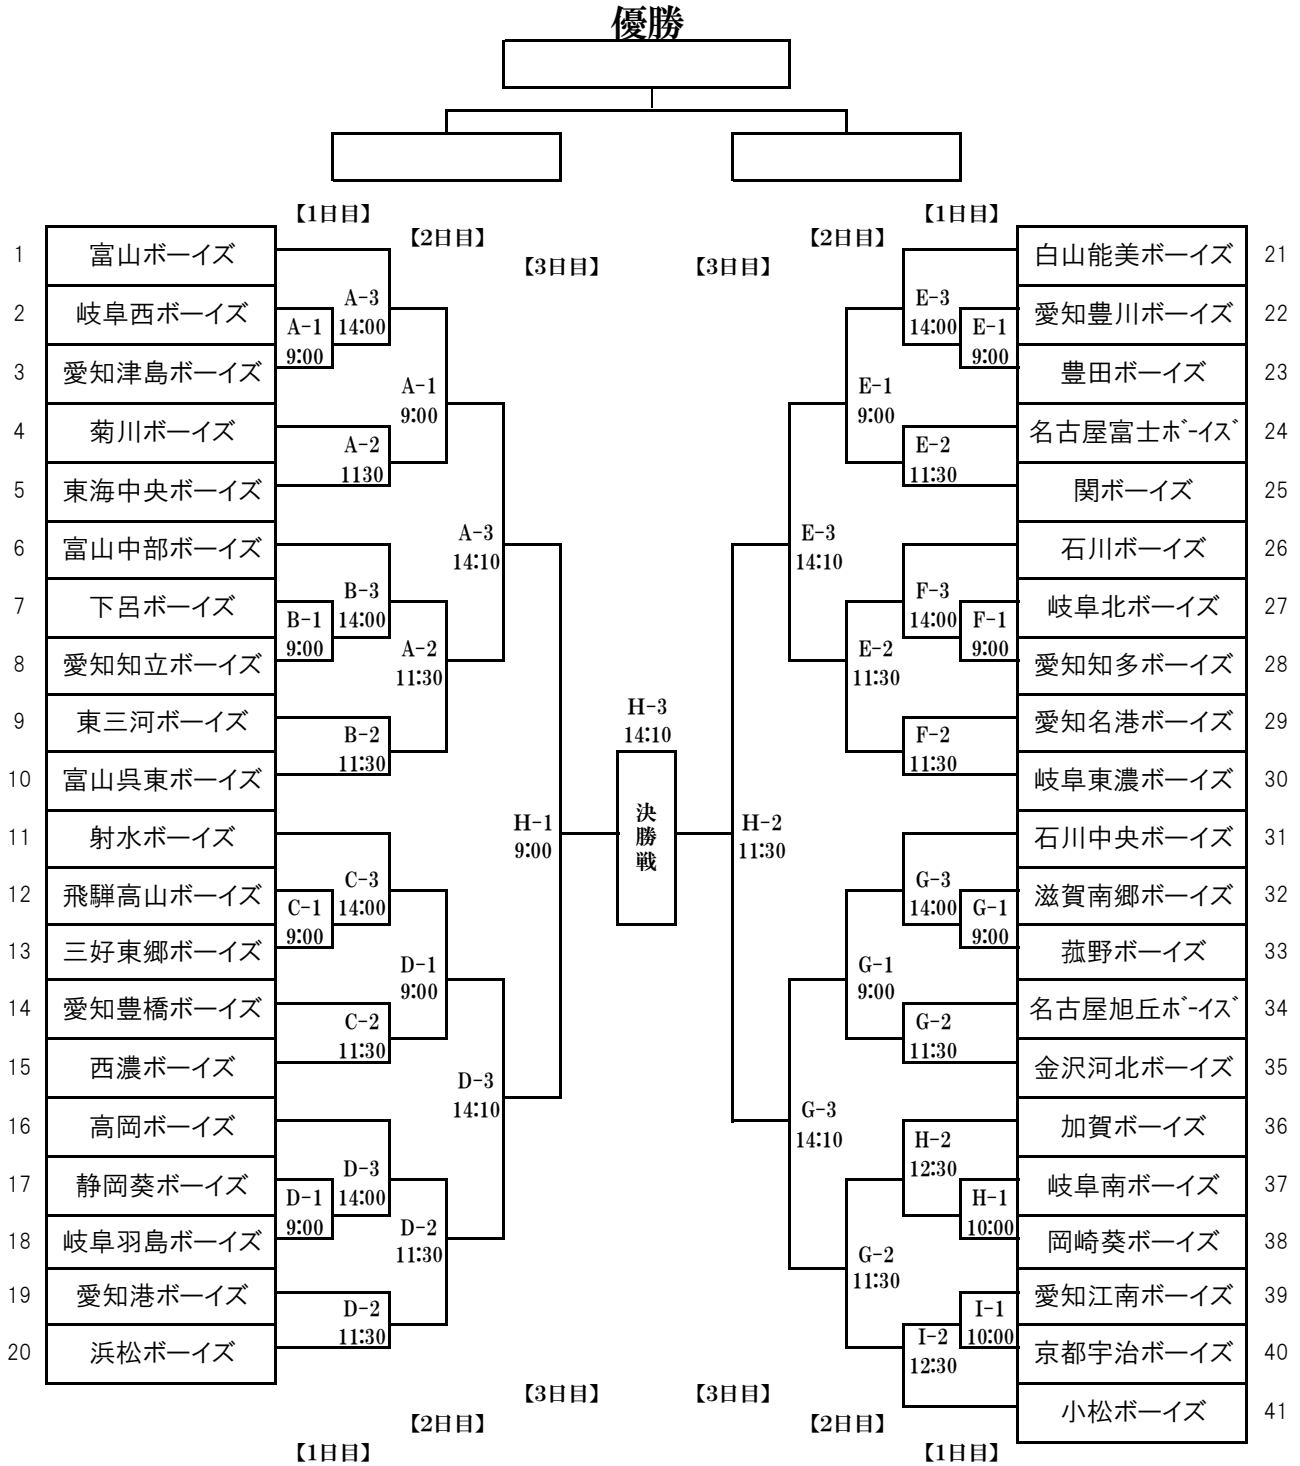 優勝
【1日目】
【2日目】
【3日目】
【3日目】
【2日目】
【1日目】
1 富山ボーイズ
2 岐阜西ボーイズ
3 愛知津島ボーイズ
4 菊川ボーイズ
5 東海中央ボーイズ
6 富山中部ボーイズ
7 下呂ボーイズ
8 愛知知立ボーイズ
9 東三河ボーイズ
10 富山呉東ボーイズ
11 射水ボーイズ
12 飛騨高山ボーイズ
13 三好東郷ボーイズ
14 愛知豊橋ボーイズ
15 西濃ボーイズ
16 高岡ボーイズ
17 静岡葵ボーイズ
18 岐阜羽島ボーイズ
19 愛知港ボーイズ
20 浜松ボーイズ
A-1
9:00
A-3
14:00
A-2
1130
B-1
9:00
B-3
14:00
B-2
11:30
C-1
9:00
C-3
14:00
C-2
11:30
D-1
9:00
D-3
14:00
D-2
11:30
A-1
9:00
A-2
11:30
D-1
9:00
D-2
11:30
A-3
14:10
D-3
14:10
H-1
9:00
H-3
14:10
決勝戦
H-2
11:30
E-3
14:10
G-3
14:10
E-1
9:00
E-2
11:30
G-1
9:00
G-2
11:30
E-3
14:00
E-1
9:00
E-2
11:30
F-3
14:00
F-1
9:00
F-2
11:30
G-3
14:00
G-1
9:00
G-2
11:30
H-2
12:30
H-1
10:00
I-1
10:00
I-2
12:30
白山能美ボーイズ 21
愛知豊川ボーイズ 22
豊田ボーイズ 23
名古屋富士ﾎﾞｰｲｽﾞ 24
関ボーイズ 25
石川ボーイズ 26
岐阜北ボーイズ 27
愛知知多ボーイズ 28
愛知名港ボーイズ 29
岐阜東濃ボーイズ 30
石川中央ボーイズ 31
滋賀南郷ボーイズ 32
菰野ボーイズ 33
名古屋旭丘ﾎﾞｰｲｽﾞ 34
金沢河北ボーイズ 35
加賀ボーイズ 36
岐阜南ボーイズ 37
岡崎葵ボーイズ 38
愛知江南ボーイズ 39
京都宇治ボーイズ 40
小松ボーイズ 41
【3日目】
【3日目】
【2日目】
【2日目】
【1日目】
【1日目】